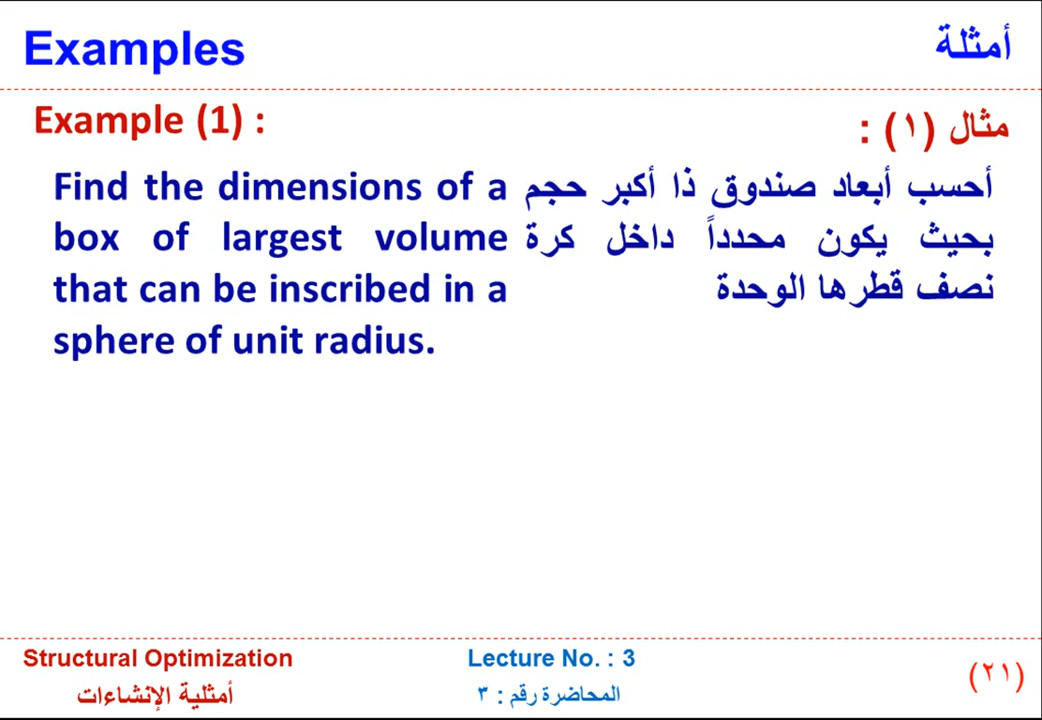 Examples
أمثلة
Example (1) :
مثال (١) :
Find the dimensions of a
box of largest volume
that can be inscribed in a
sphere of unit radius.
أحسب أبعاد صندوق ذا أكبر حجم
بحيث يكون محدداً داخل كرة
نصف قطرها الوحدة
Structural Optimization
أمثلية الإنشاءات
Lecture No. : 3
المحاضرة رقم : ٣
(٢١)